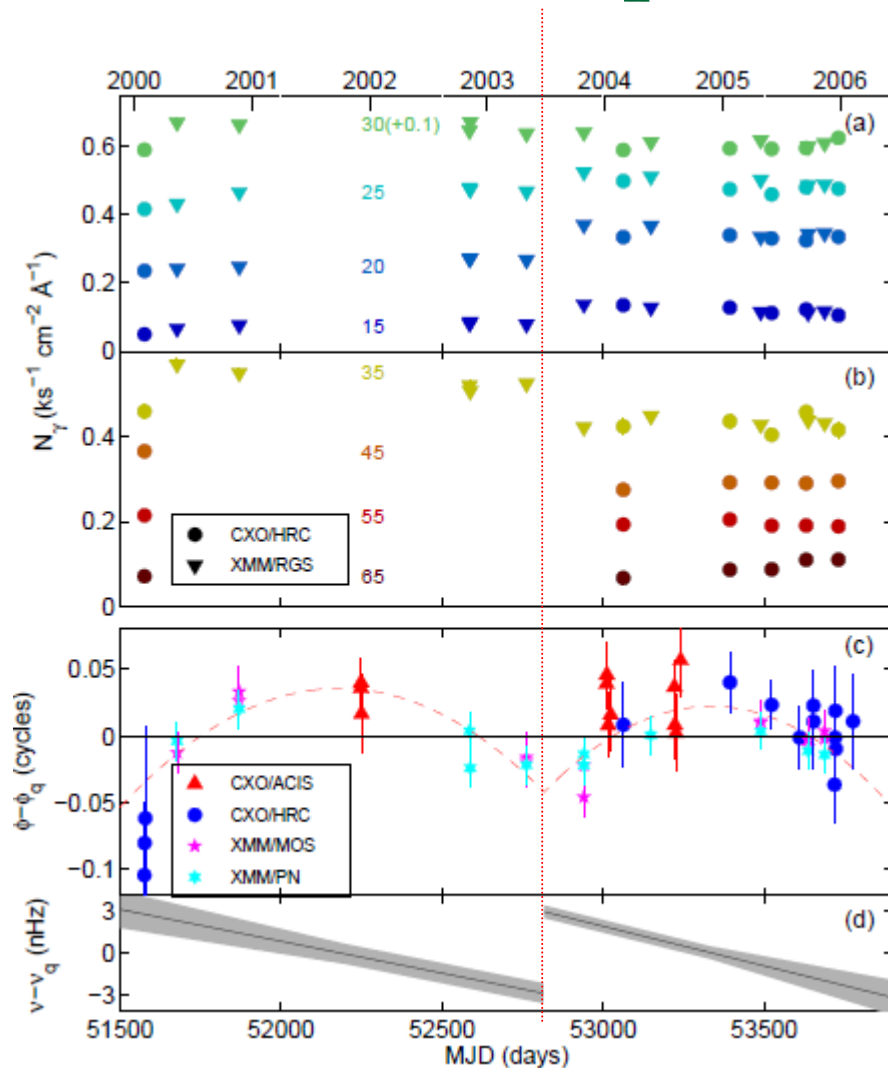 2000 2001 2002 2003 2004 2005 2006
(a)
30(+0.1)
25
20
15
0.6
0.4
0.2
0
N_γ (ks⁻¹ cm⁻² A⁻¹)
(b)
35
45
55
65
0.4
0.2
0
CXO/HRC
XMM/RGS
(c)
0.05
0
−0.05
−0.1
ϕ−ϕ_q (cycles)
CXO/ACIS
CXO/HRC
XMM/MOS
XMM/PN
(d)
3
0
−3
ν−ν_q (nHz)
51500 52000 52500 53000 53500
MJD (days)